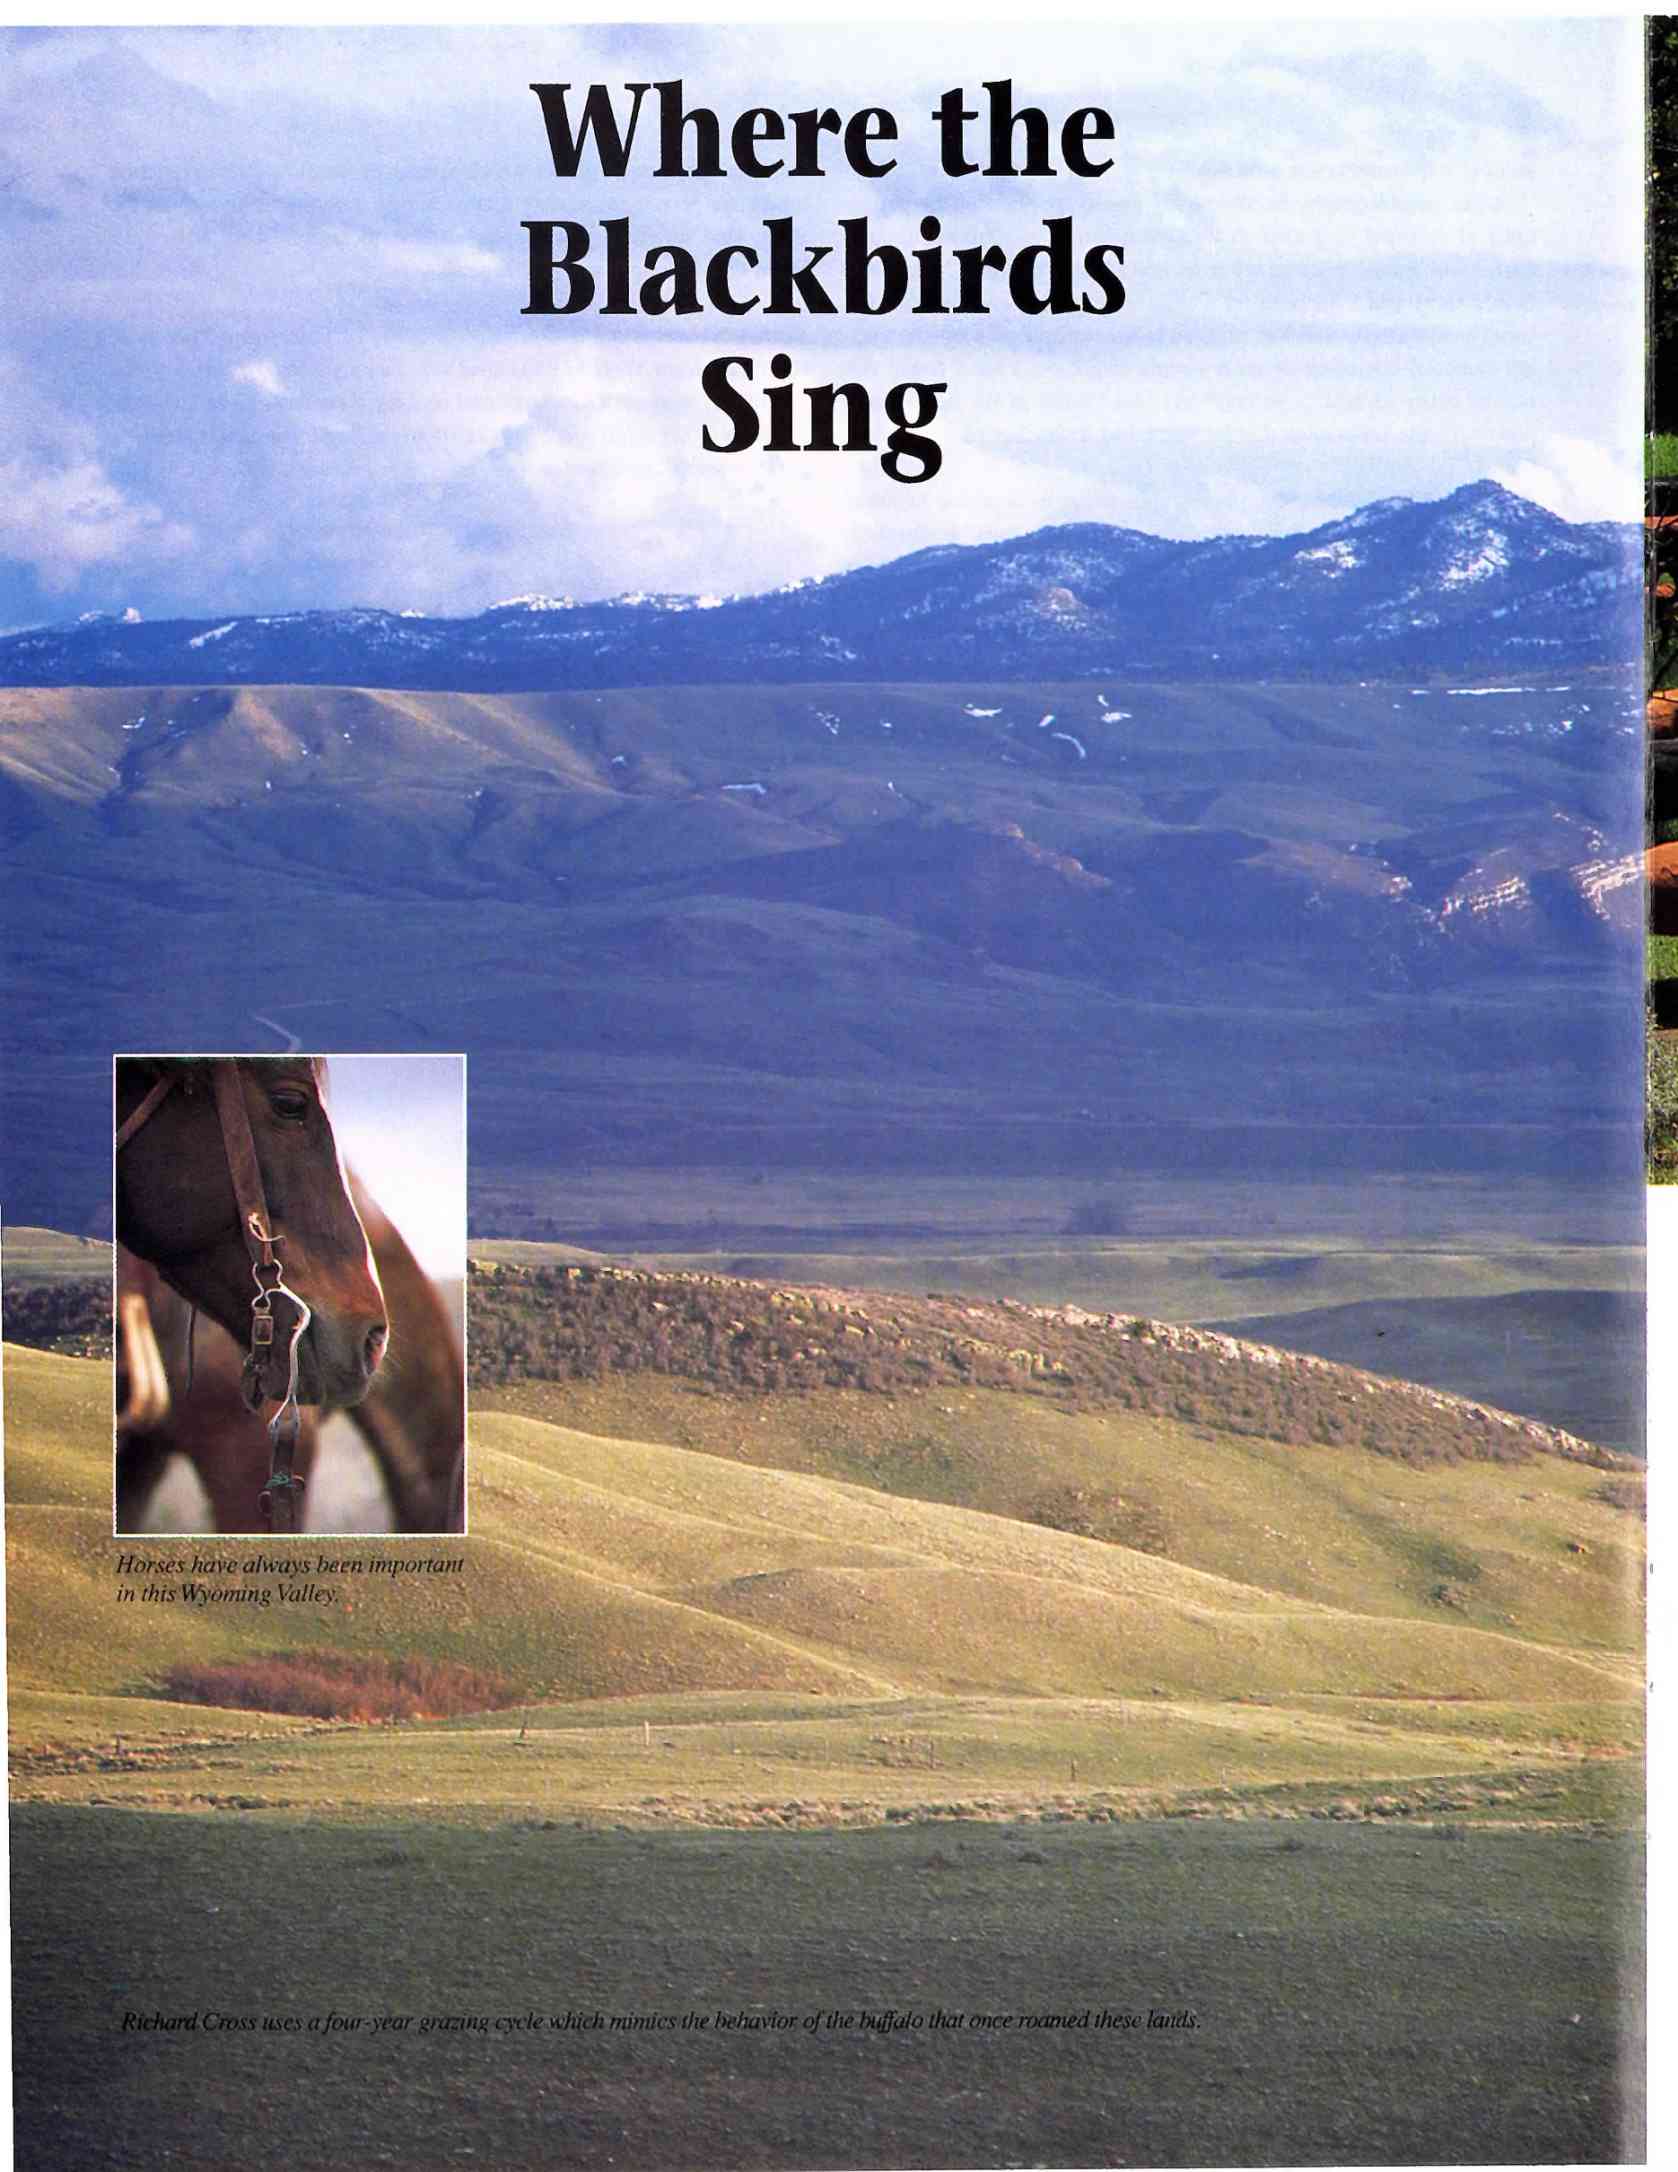 Where the
Blackbirds
Sing
Horses have always been important
in this Wyoming Valley.
Richard Cross uses a four-year grazing cycle which mimics the behavior of the buffalo that once roamed these lands.